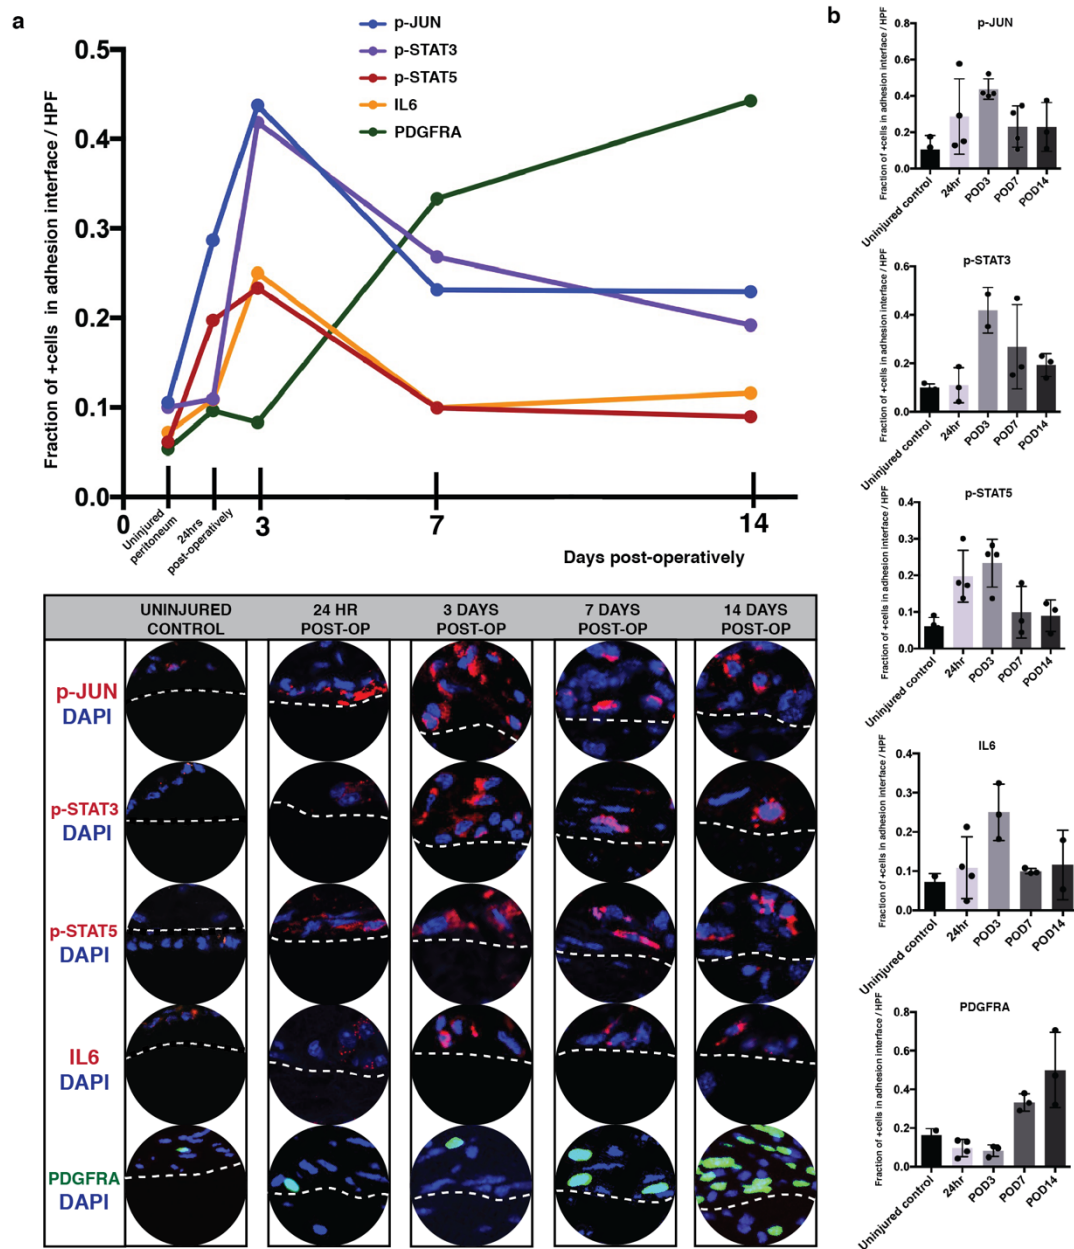 a
p-JUN
p-STAT3
p-STAT5
IL6
PDGFRA
Fraction of +cells in adhesion interface / HPF
0.5
0.4
0.3
0.2
0.1
0.0
0
Uninjured
peritoneum
24hrs
post-operatively
3
7
14
Days post-operatively
UNINJURED
CONTROL
24 HR
POST-OP
3 DAYS
POST-OP
7 DAYS
POST-OP
14 DAYS
POST-OP
p-JUN
DAPI
p-STAT3
DAPI
p-STAT5
DAPI
IL6
DAPI
PDGFRA
DAPI
b
p-JUN
Fraction of +cells in adhesion interface / HPF
0.8
0.6
0.4
0.2
0.0
Uninjured control
24hr
POD3
POD7
POD14
p-STAT3
Fraction of +cells in adhesion interface / HPF
0.6
0.4
0.2
0.0
Uninjured control
24hr
POD3
POD7
POD14
p-STAT5
Fraction of +cells in adhesion interface / HPF
0.4
0.3
0.2
0.1
0.0
Uninjured control
24hr
POD3
POD7
POD14
IL6
Fraction of +cells in adhesion interface / HPF
0.4
0.3
0.2
0.1
0.0
Uninjured control
24hr
POD3
POD7
POD14
PDGFRA
Fraction of +cells in adhesion interface / HPF
0.8
0.6
0.4
0.2
0.0
Uninjured control
24hr
POD3
POD7
POD14